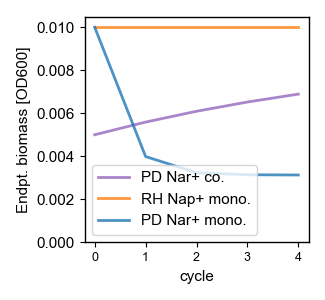 0.010
0.008
0.006
0.004
0.002
0.000
Endpt. biomass [OD600]
PD Nar+ co.
RH Nap+ mono.
PD Nar+ mono.
0 1 2 3 4
cycle